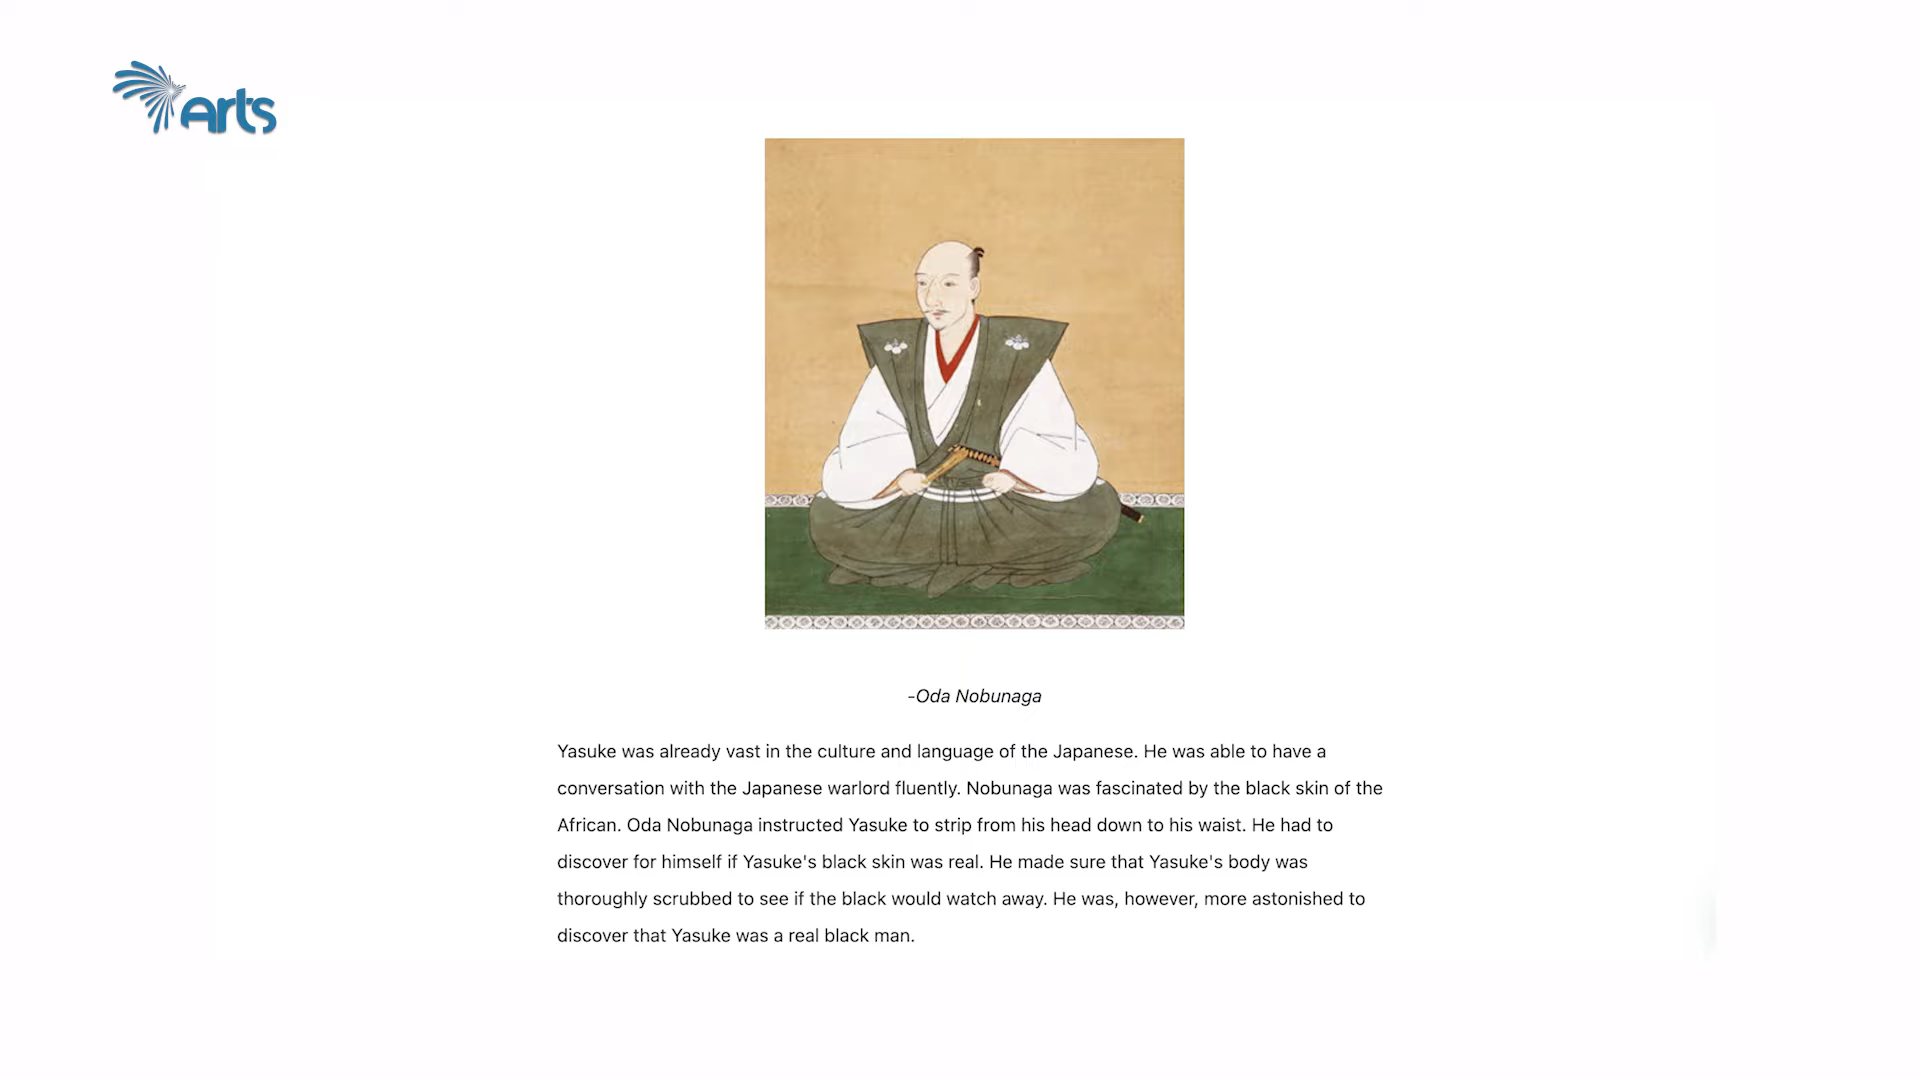 Arts
-Oda Nobunaga
Yasuke was already vast in the culture and language of the Japanese. He was able to have a
conversation with the Japanese warlord fluently. Nobunaga was fascinated by the black skin of the
African. Oda Nobunaga instructed Yasuke to strip from his head down to his waist. He had to
discover for himself if Yasuke's black skin was real. He made sure that Yasuke's body was
thoroughly scrubbed to see if the black would watch away. He was, however, more astonished to
discover that Yasuke was a real black man.